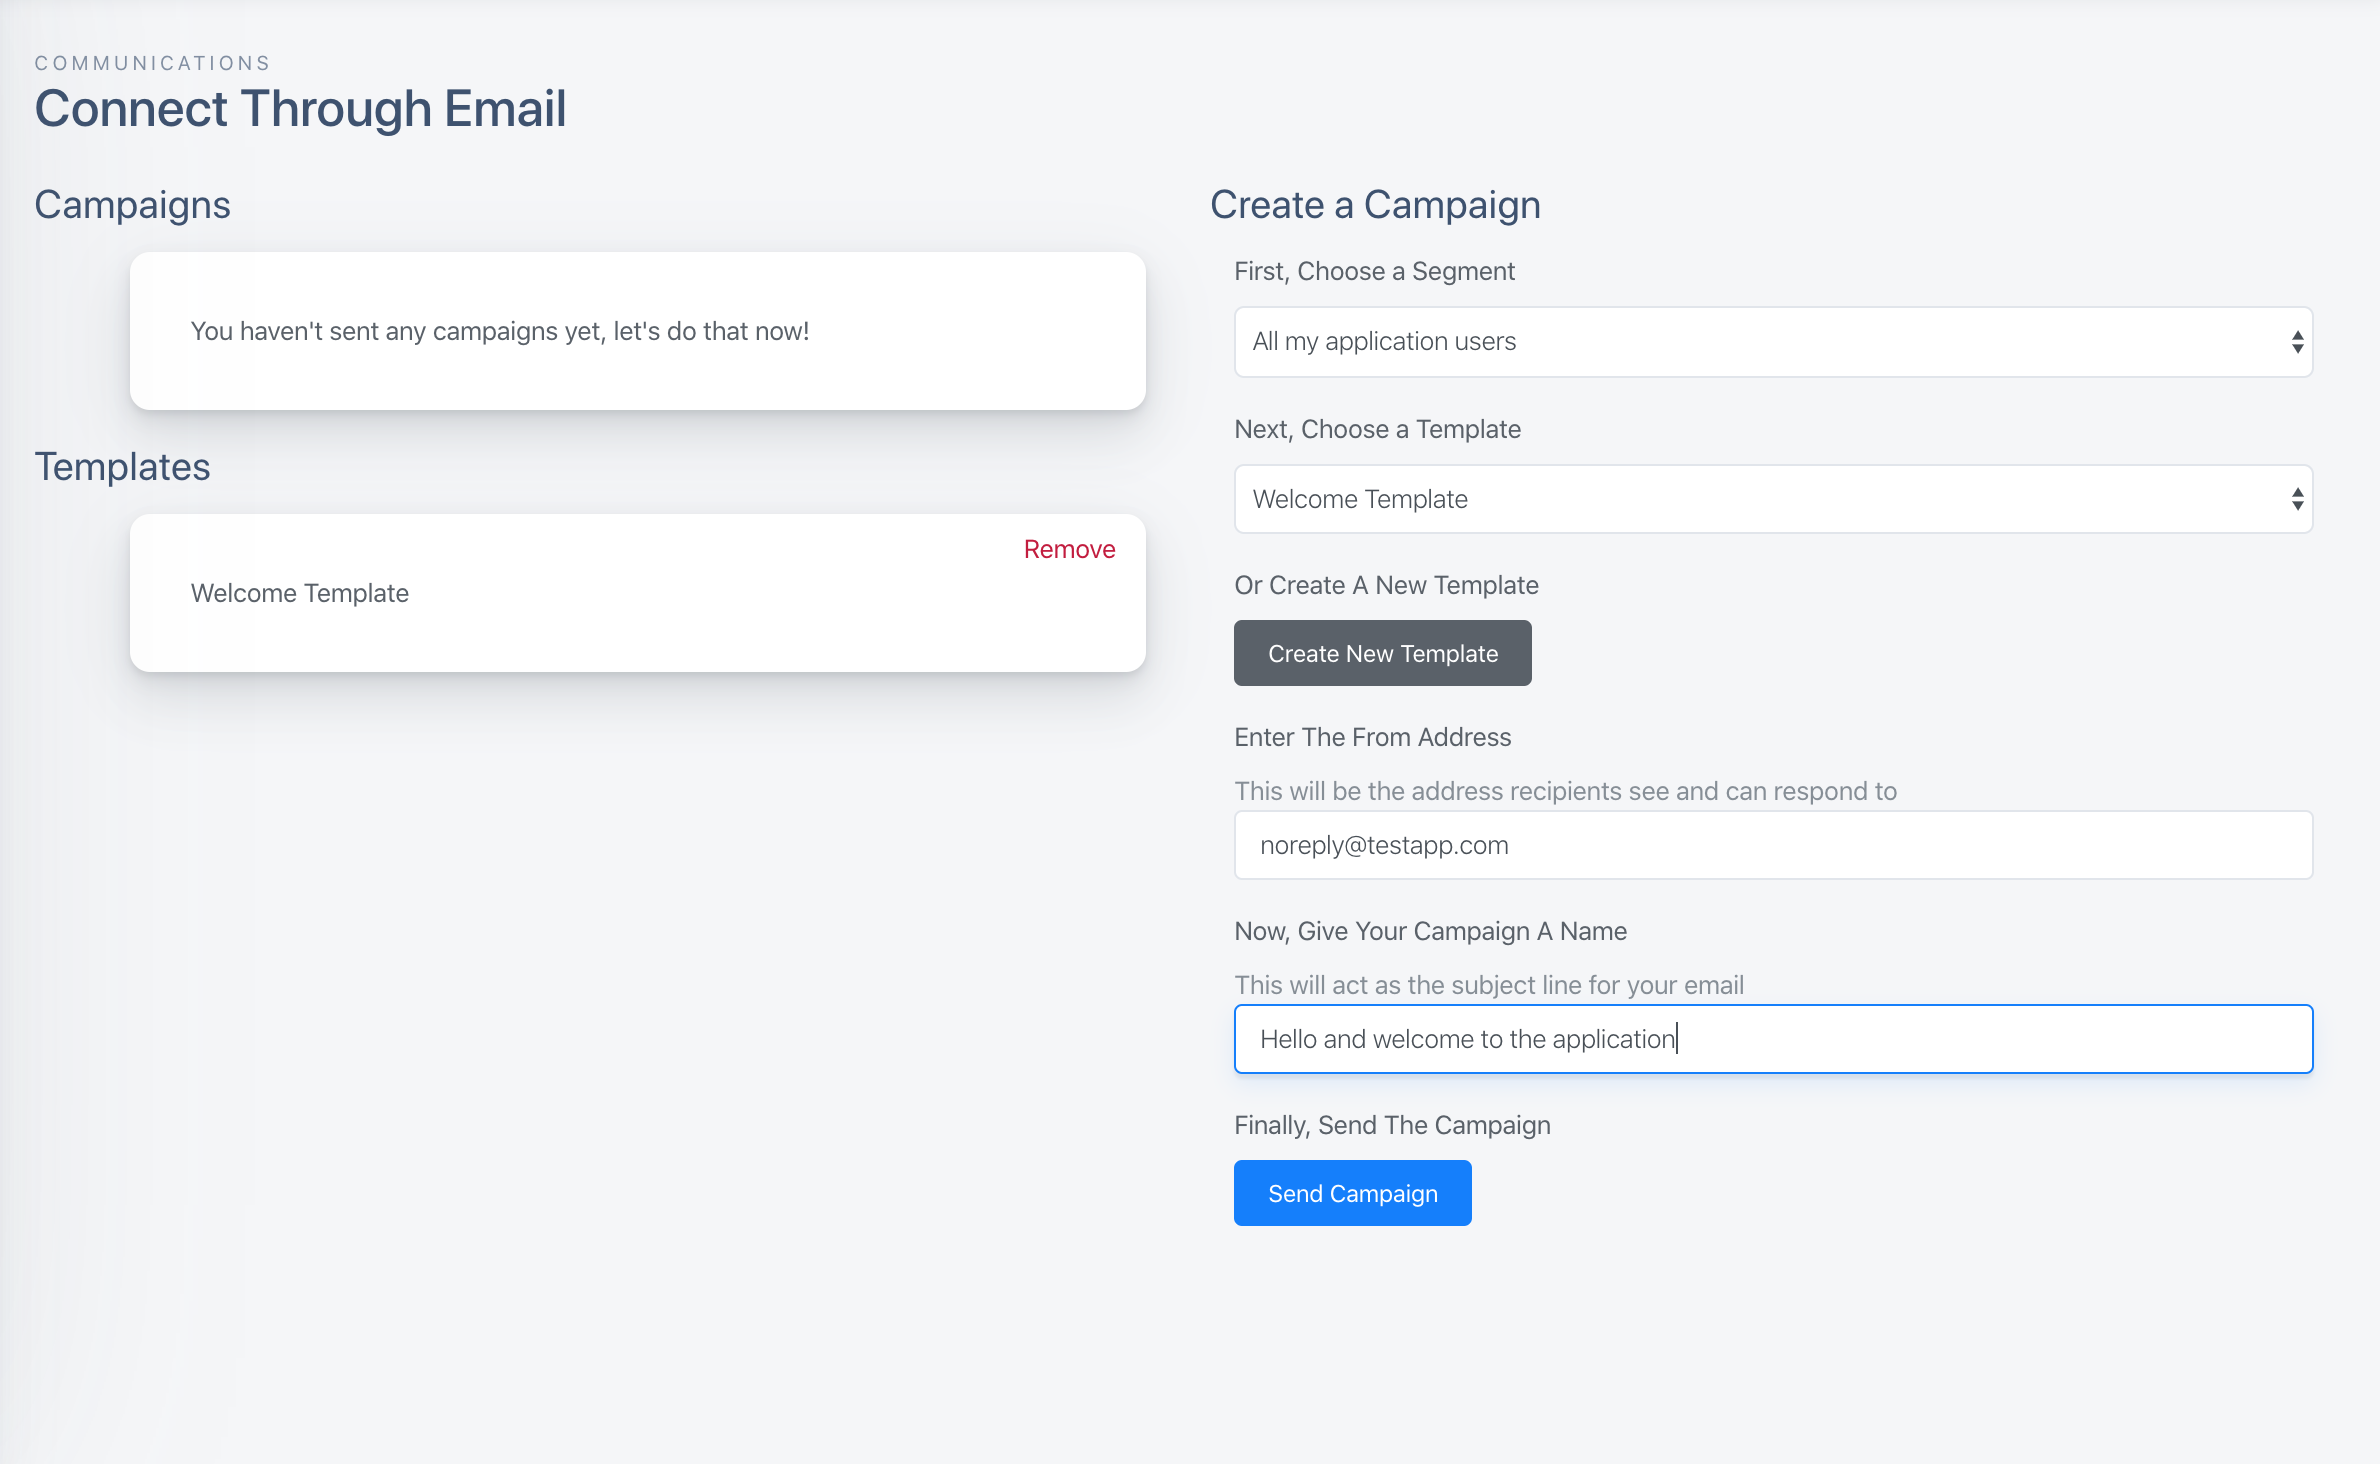 COMMUNICATIONS
Connect Through Email
Campaigns
You haven't sent any campaigns yet, let's do that now!
Templates
Remove
Welcome Template
Create a Campaign
First, Choose a Segment
All my application users
Next, Choose a Template
Welcome Template
Or Create A New Template
Create New Template
Enter The From Address
This will be the address recipients see and can respond to
noreply@testapp.com
Now, Give Your Campaign A Name
This will act as the subject line for your email
Hello and welcome to the application
Finally, Send The Campaign
Send Campaign